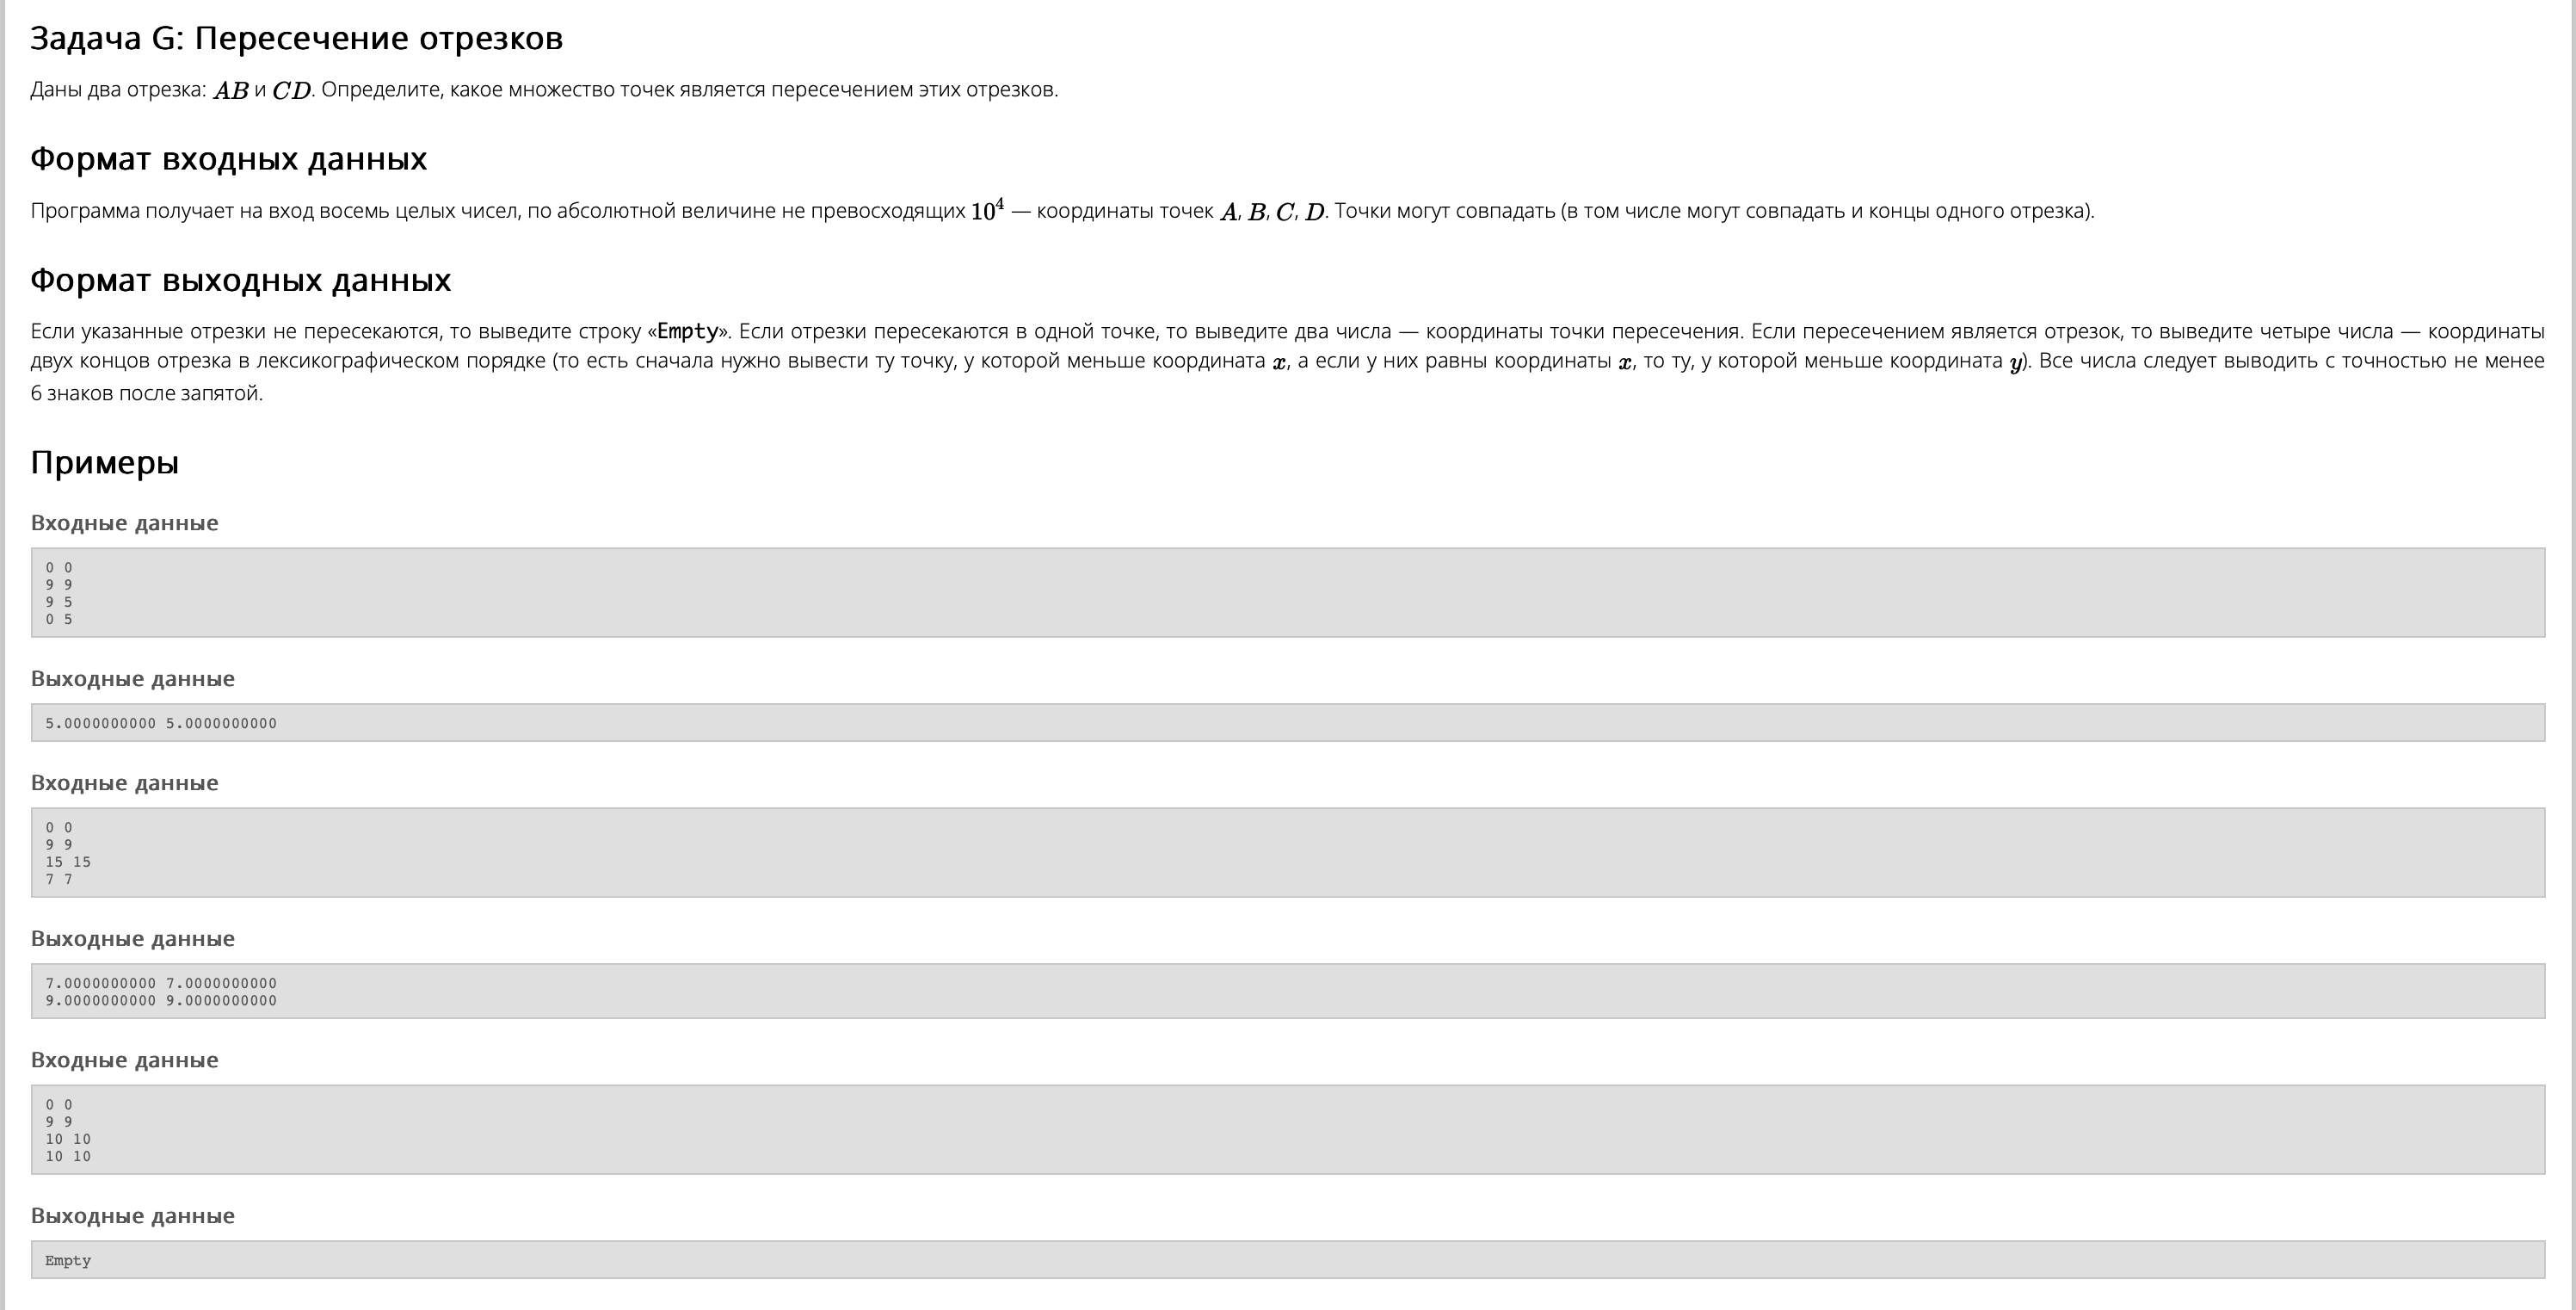 Задача G: Пересечение отрезков
Даны два отрезка: AB и CD. Определите, какое множество точек является пересечением этих отрезков.
Формат входных данных
Программа получает на вход восемь целых чисел, по абсолютной величине не превосходящих 10⁴ — координаты точек A, B, C, D. Точки могут совпадать (в том числе могут совпадать и концы одного отрезка).
Формат выходных данных
Если указанные отрезки не пересекаются, то выведите строку «Empty». Если отрезки пересекаются в одной точке, то выведите два числа — координаты точки пересечения. Если пересечением является отрезок, то выведите четыре числа — координаты
двух концов отрезка в лексикографическом порядке (то есть сначала нужно вывести ту точку, у которой меньше координата x, а если у них равны координаты x, то ту, у которой меньше координата y). Все числа следует выводить с точностью не менее
6 знаков после запятой.
Примеры
Входные данные
0 0
9 9
9 5
0 5
Выходные данные
5.0000000000 5.0000000000
Входные данные
0 0
9 9
15 15
7 7
Выходные данные
7.0000000000 7.0000000000
9.0000000000 9.0000000000
Входные данные
0 0
9 9
10 10
10 10
Выходные данные
Empty